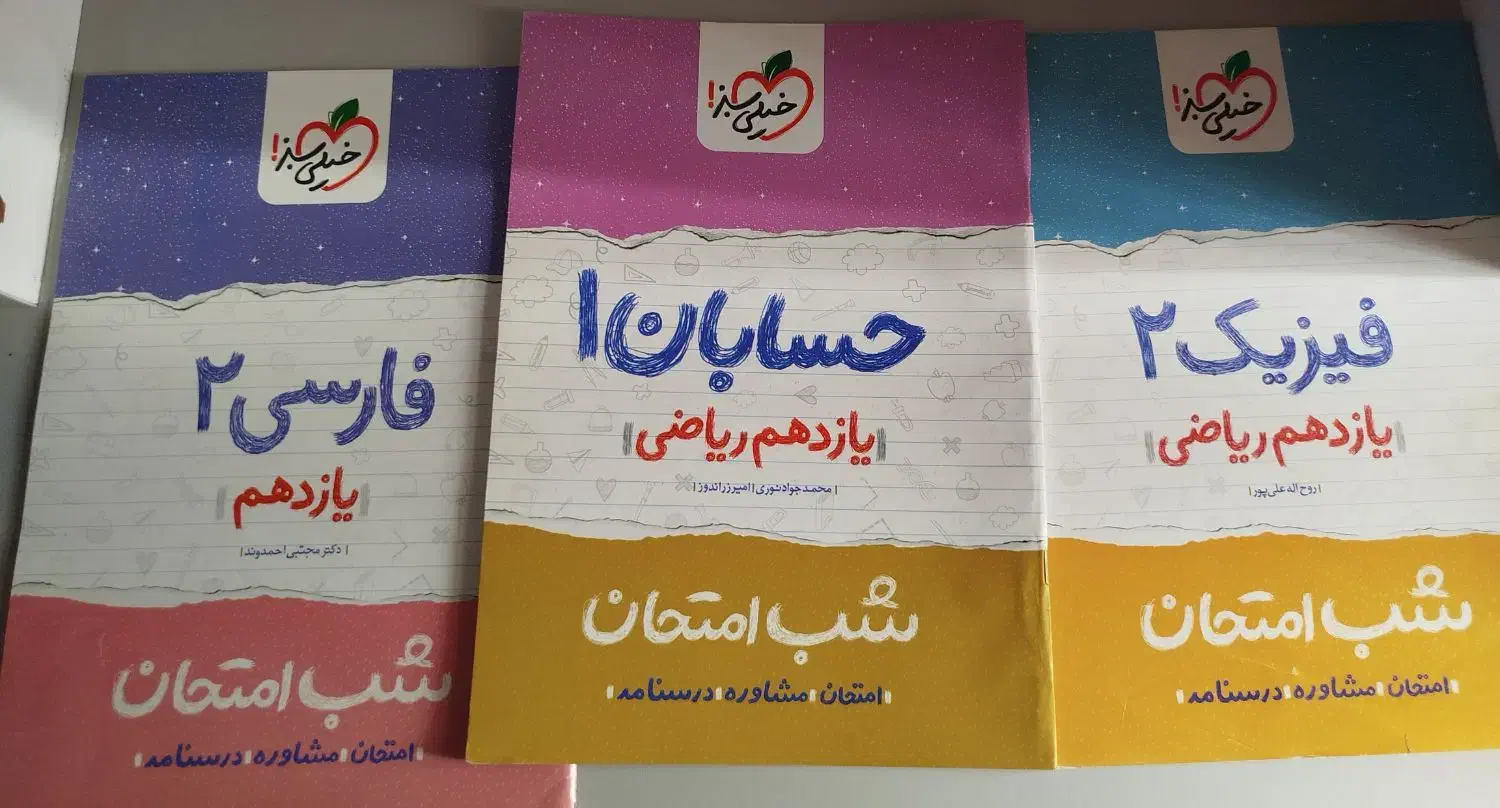 خیلی سبز!
فیزیک ۲
یازدهم ریاضی
روح اله علی‌پور
شب امتحان
امتحان | مشاوره | درسنامه
خیلی سبز!
حسابان ۱
یازدهم ریاضی
| محمدجواد نوری | امیر زراندوز |
شب امتحان
امتحان | مشاوره | درسنامه
خیلی سبز!
فارسی ۲
یازدهم
| دکتر مجتبی احمدوند |
شب امتحان
امتحان | مشاوره | درسنامه